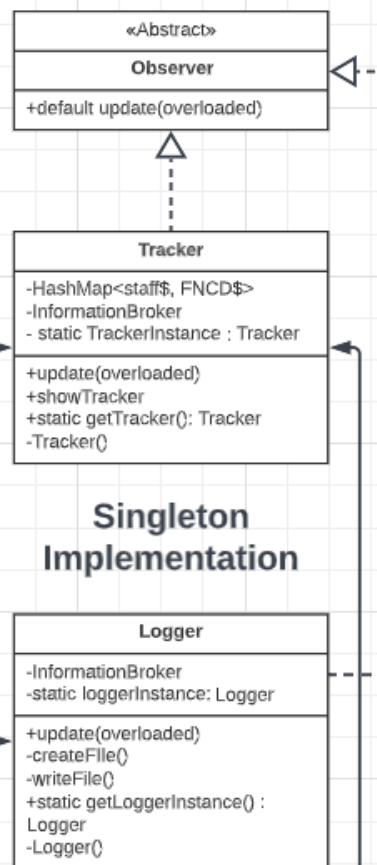 «Abstract»
Observer
+default update(overloaded)
Tracker
-HashMap<staff$, FNCD$>
-InformationBroker
- static TrackerInstance : Tracker
+update(overloaded)
+showTracker
+static getTracker(): Tracker
-Tracker()
Singleton
Implementation
Logger
-InformationBroker
-static loggerInstance: Logger
+update(overloaded)
-createFIle()
-writeFile()
+static getLoggerInstance() :
Logger
-Logger()